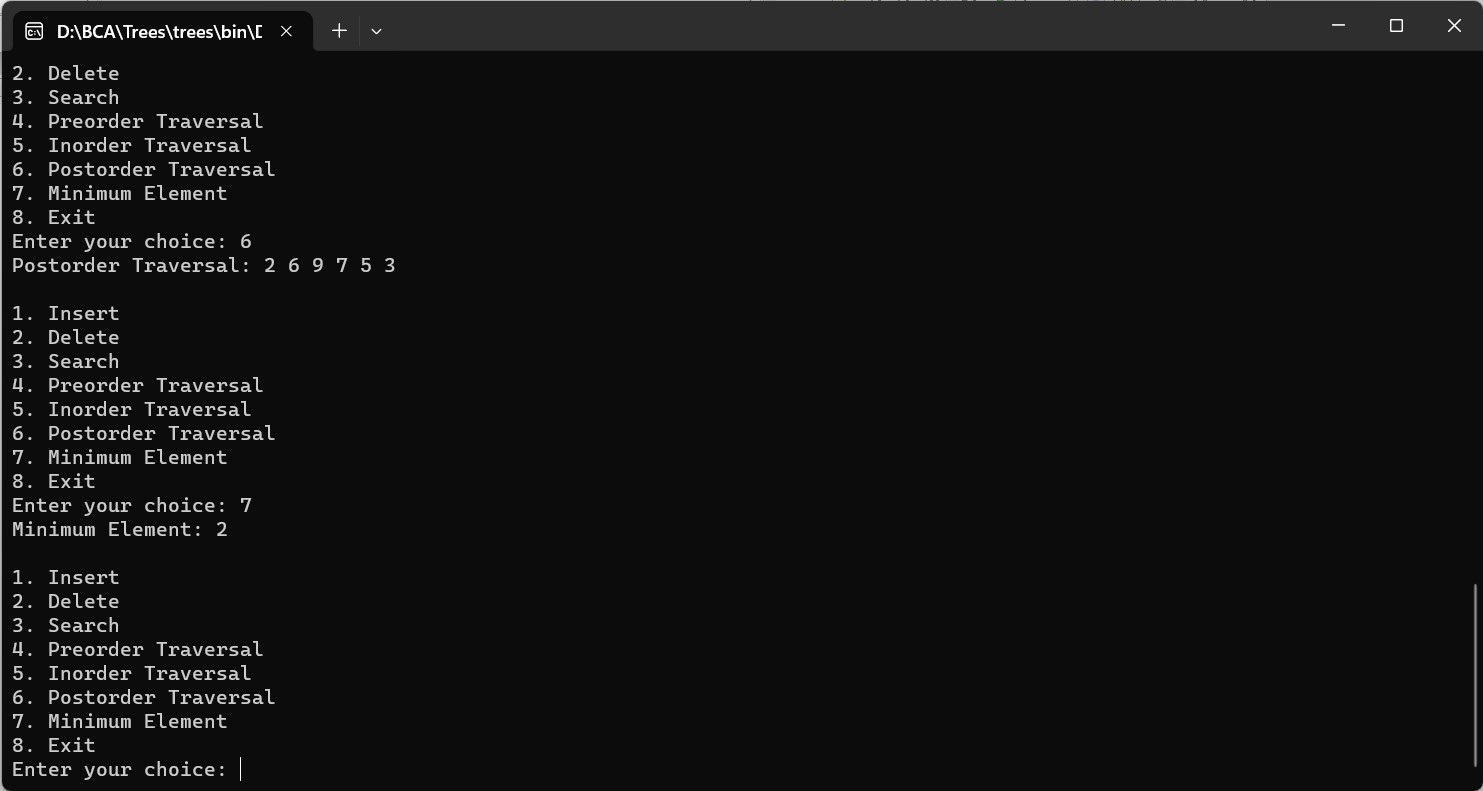 D:\BCA\Trees\trees\bin\D
2. Delete
3. Search
4. Preorder Traversal
5. Inorder Traversal
6. Postorder Traversal
7. Minimum Element
8. Exit
Enter your choice: 6
Postorder Traversal: 2 6 9 7 5 3
1. Insert
2. Delete
3. Search
4. Preorder Traversal
5. Inorder Traversal
6. Postorder Traversal
7. Minimum Element
8. Exit
Enter your choice: 7
Minimum Element: 2
1. Insert
2. Delete
3. Search
4. Preorder Traversal
5. Inorder Traversal
6. Postorder Traversal
7. Minimum Element
8. Exit
Enter your choice: